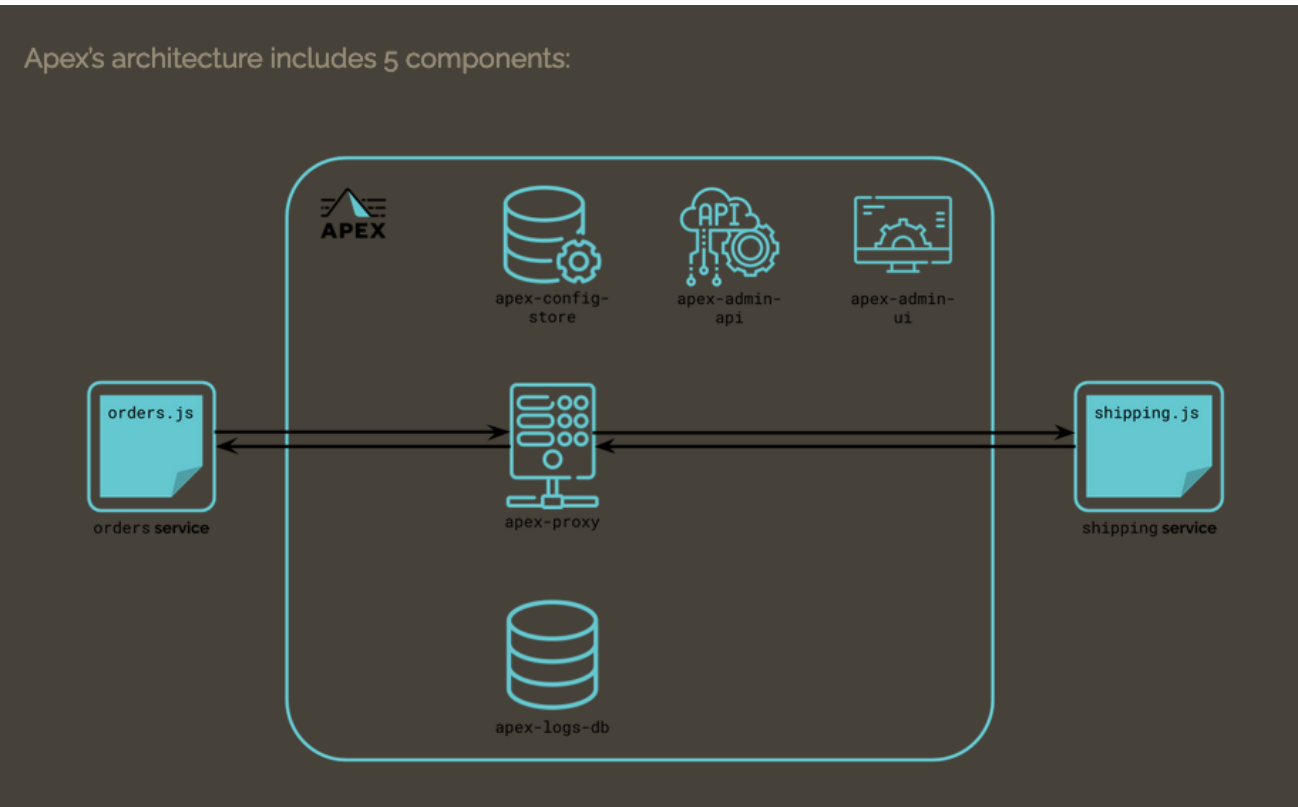 Apex's architecture includes 5 components:
APEX
API
apex-config-
store
apex-admin-
api
apex-admin-
ui
orders.js
shipping.js
orders service
apex-proxy
shipping service
apex-logs-db